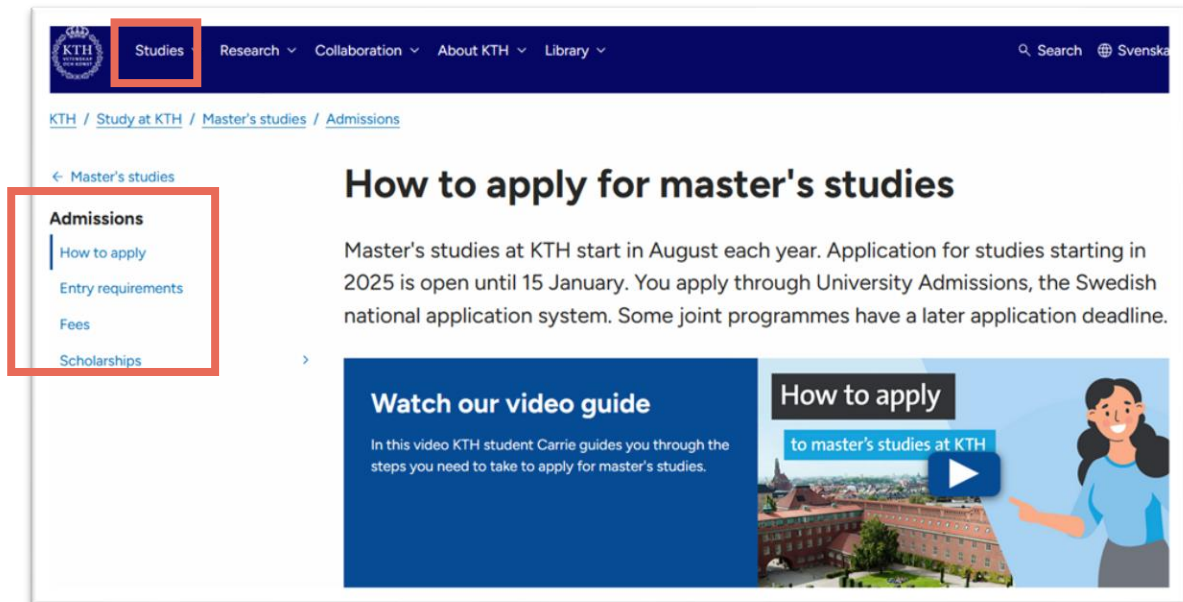 KTH
VETENSKAP
OCH KONST
Studies
Research
Collaboration
About KTH
Library
Search
Svenska
KTH / Study at KTH / Master's studies / Admissions
← Master's studies
Admissions
How to apply
Entry requirements
Fees
Scholarships
How to apply for master's studies
Master's studies at KTH start in August each year. Application for studies starting in
2025 is open until 15 January. You apply through University Admissions, the Swedish
national application system. Some joint programmes have a later application deadline.
Watch our video guide
In this video KTH student Carrie guides you through the
steps you need to take to apply for master's studies.
How to apply
to master's studies at KTH